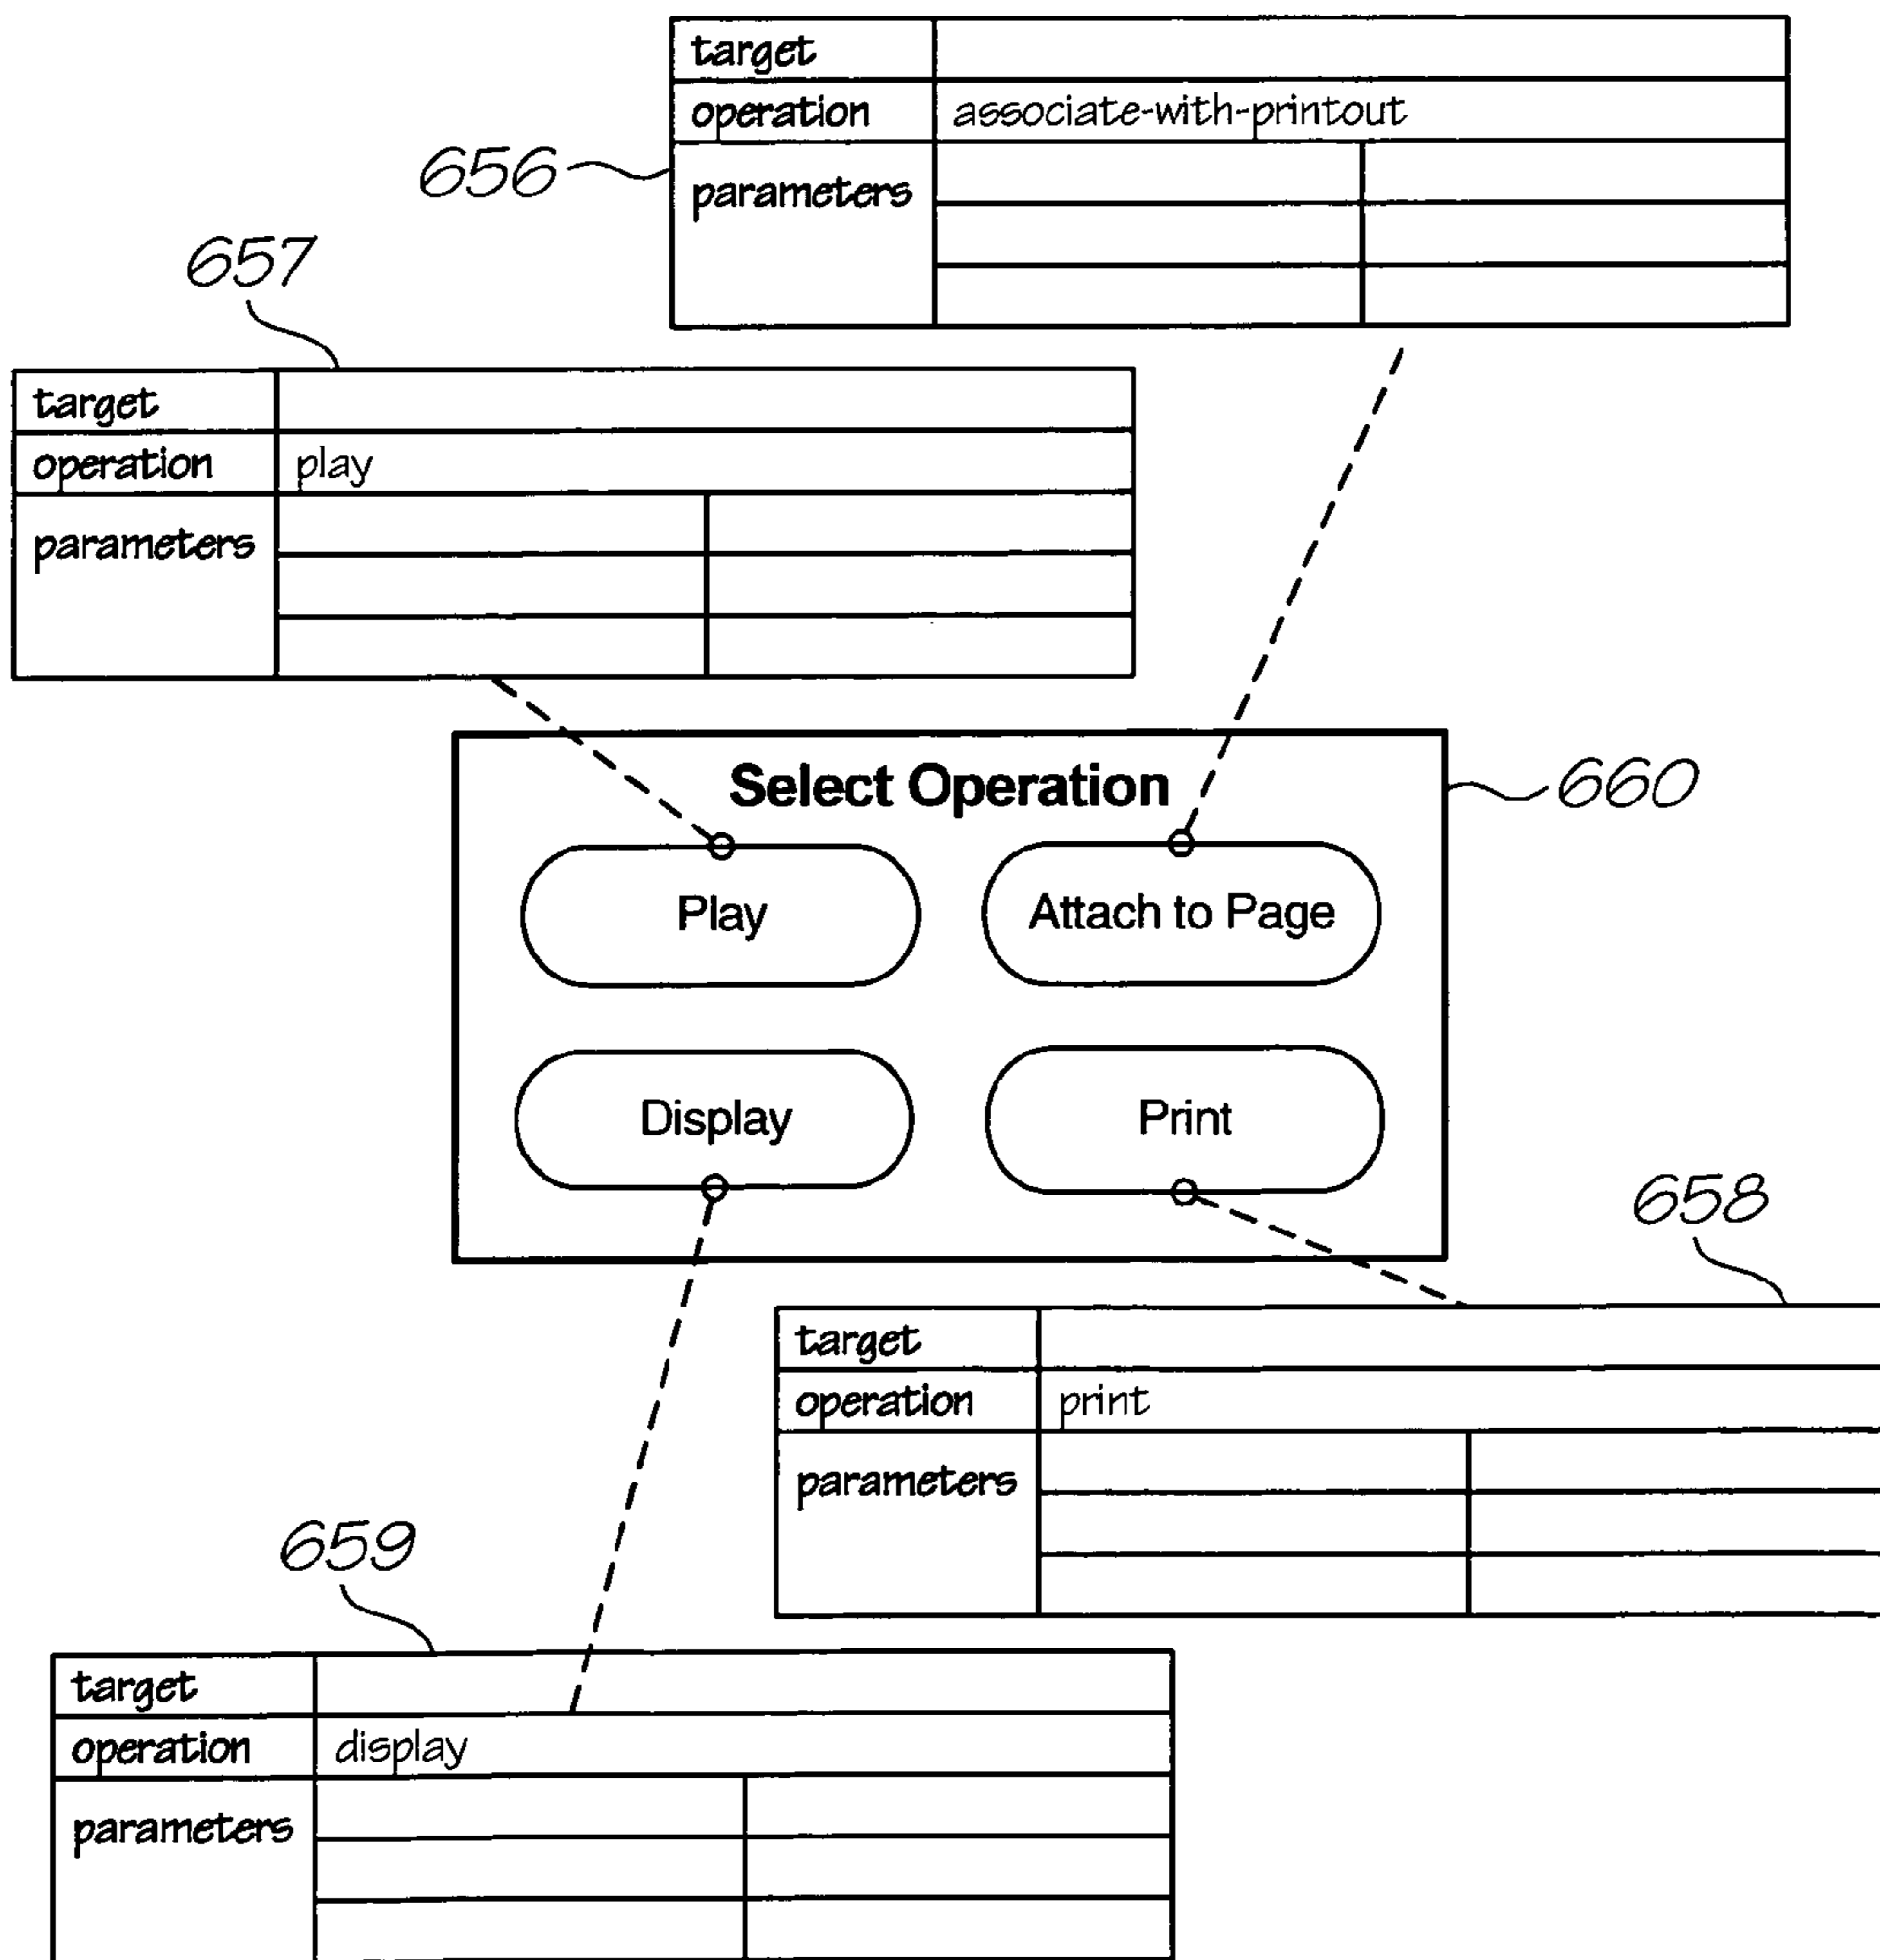 target
operation associate-with-printout
656
parameters
657
target
operation play
parameters
Select Operation
660
Play Attach to Page
Display Print
658
target
operation print
parameters
659
target
operation display
parameters